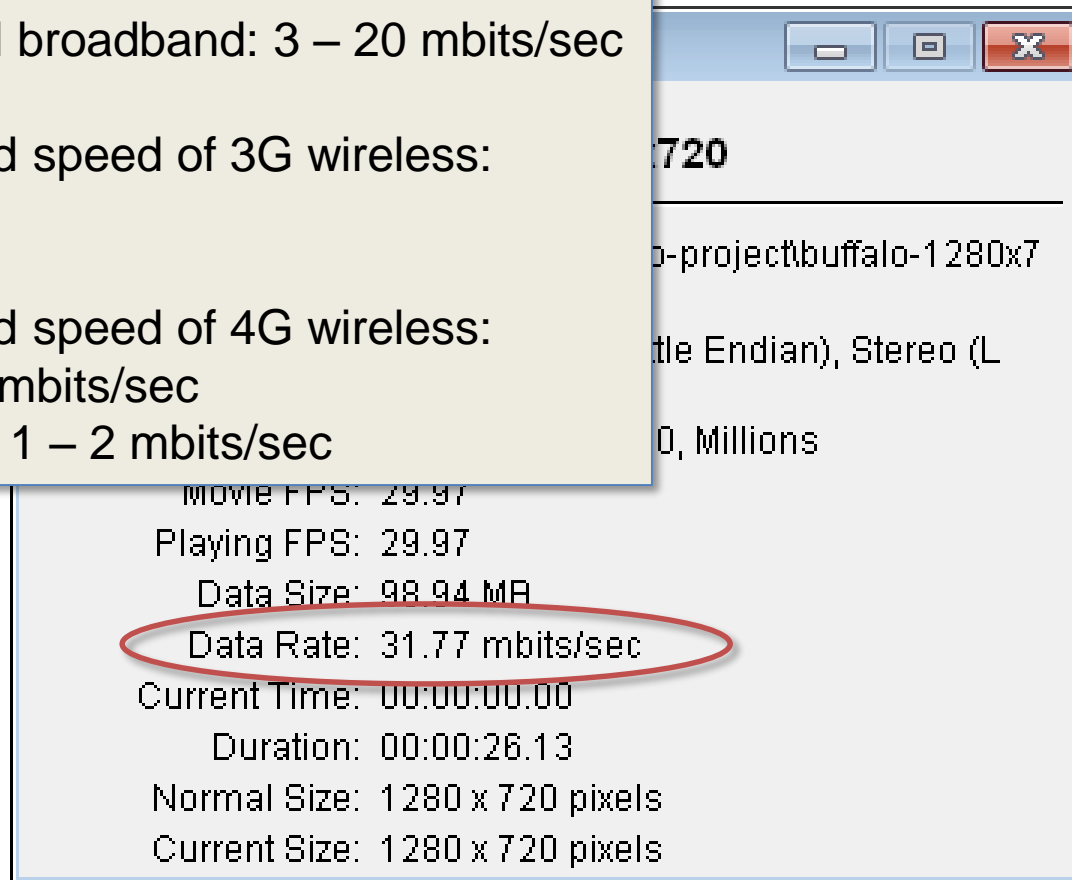 broadband: 3 – 20 mbits/sec
speed of 3G wireless:
speed of 4G wireless:
mbits/sec
1 – 2 mbits/sec
:720
o-project\buffalo-1280x7
tle Endian), Stereo (L
0, Millions
Movie FPS: 29.97
Playing FPS: 29.97
Data Size: 98.94 MB
Data Rate: 31.77 mbits/sec
Current Time: 00:00:00.00
Duration: 00:00:26.13
Normal Size: 1280 x 720 pixels
Current Size: 1280 x 720 pixels